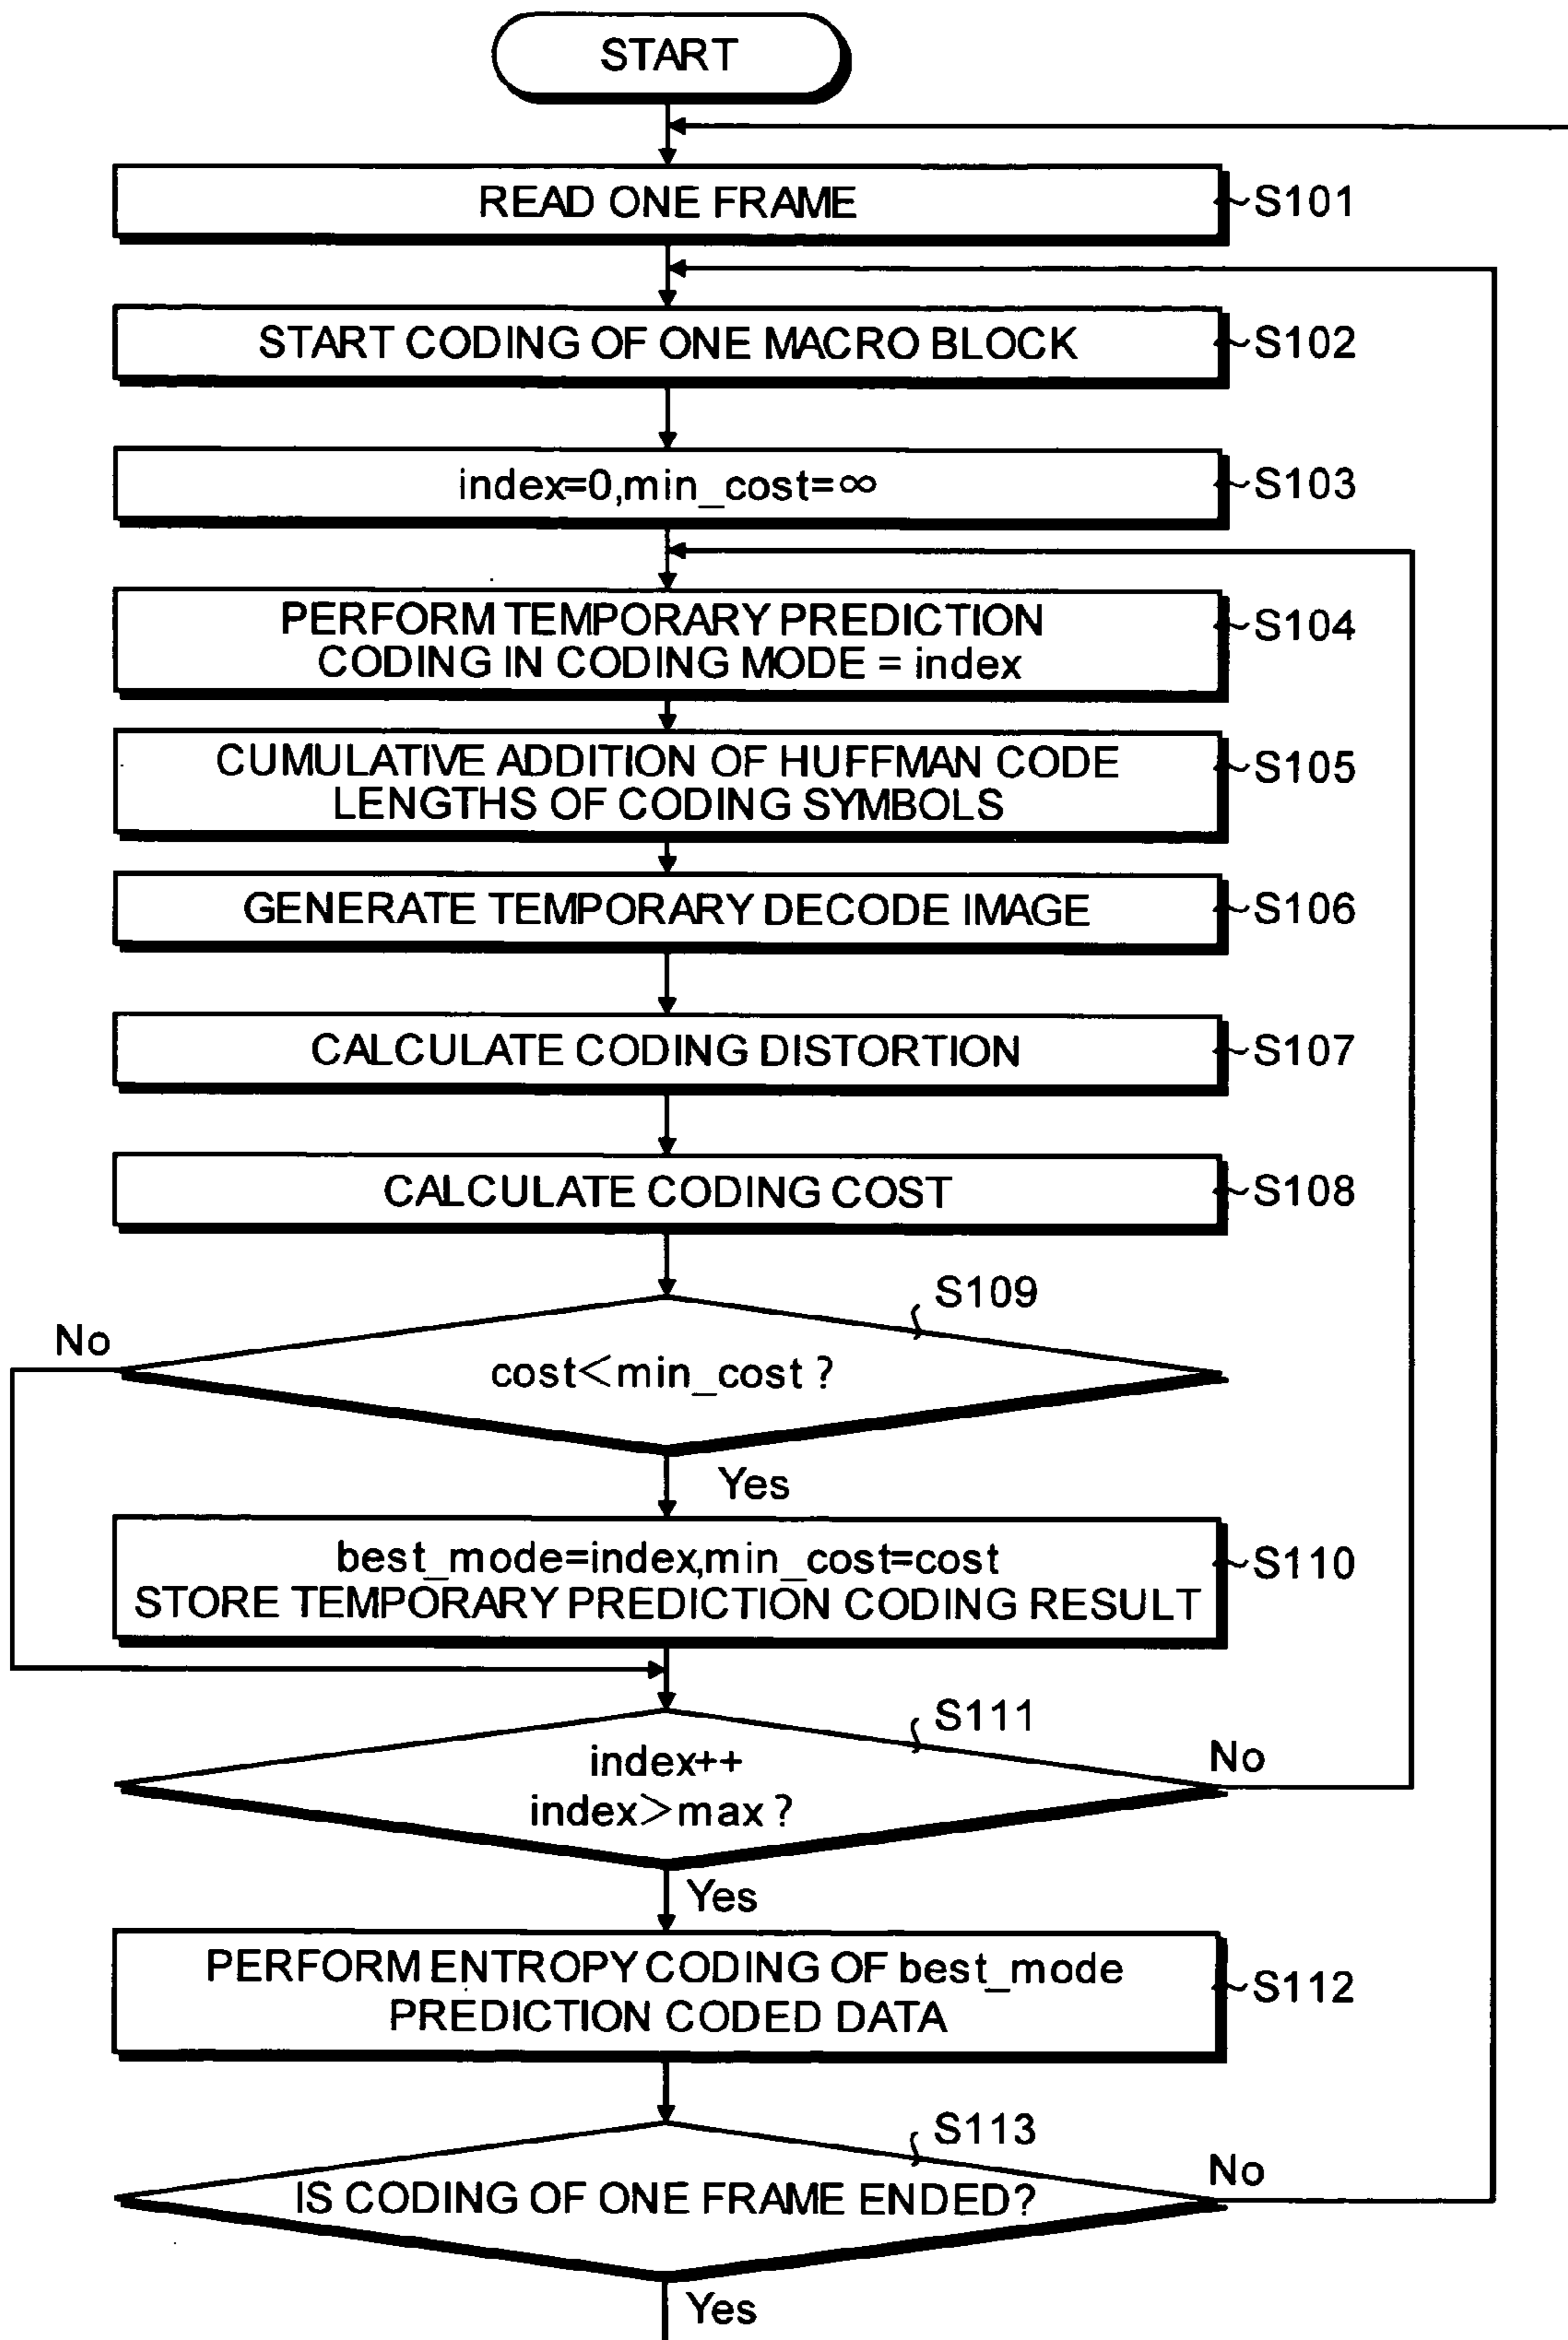 START
READ ONE FRAME
S101
START CODING OF ONE MACRO BLOCK
S102
index=0,min_cost=∞
S103
PERFORM TEMPORARY PREDICTION
CODING IN CODING MODE = index
S104
CUMULATIVE ADDITION OF HUFFMAN CODE
LENGTHS OF CODING SYMBOLS
S105
GENERATE TEMPORARY DECODE IMAGE
S106
CALCULATE CODING DISTORTION
S107
CALCULATE CODING COST
S108
S109
No
cost<min_cost ?
Yes
best_mode=index,min_cost=cost
STORE TEMPORARY PREDICTION CODING RESULT
S110
S111
index++
index>max ?
No
Yes
PERFORM ENTROPY CODING OF best_mode
PREDICTION CODED DATA
S112
S113
IS CODING OF ONE FRAME ENDED?
No
Yes